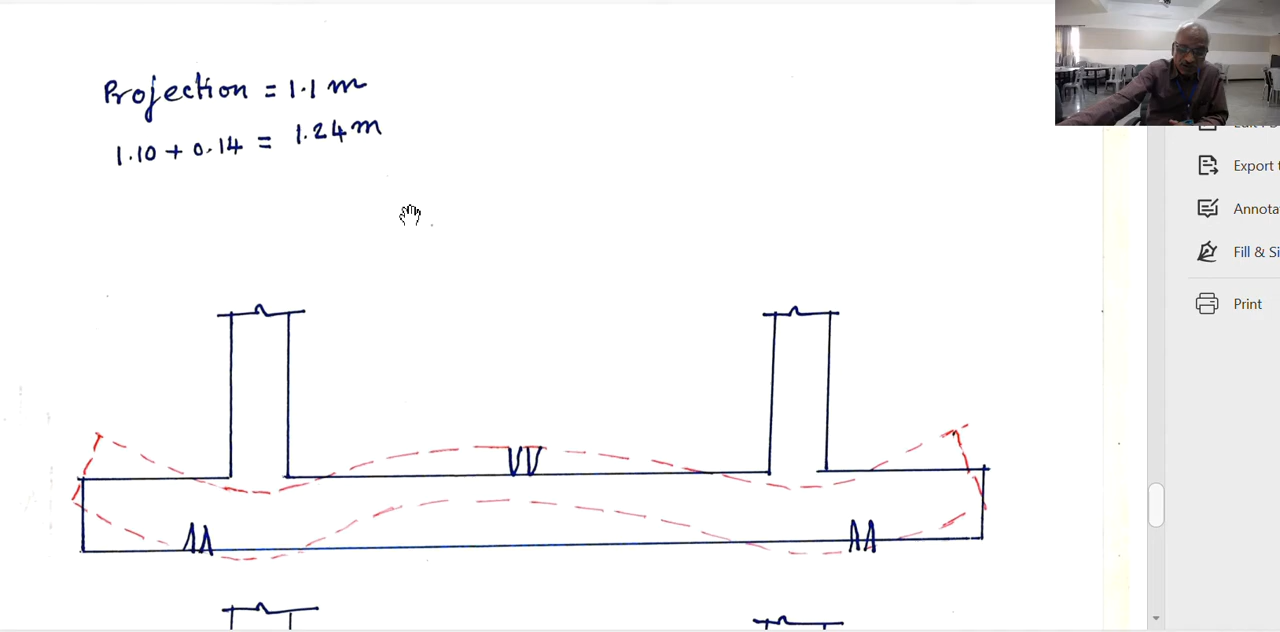 Projection = 1.1 m
1.10 + 0.14 = 1.24 m
Export t
Annota
Fill & Si
Print